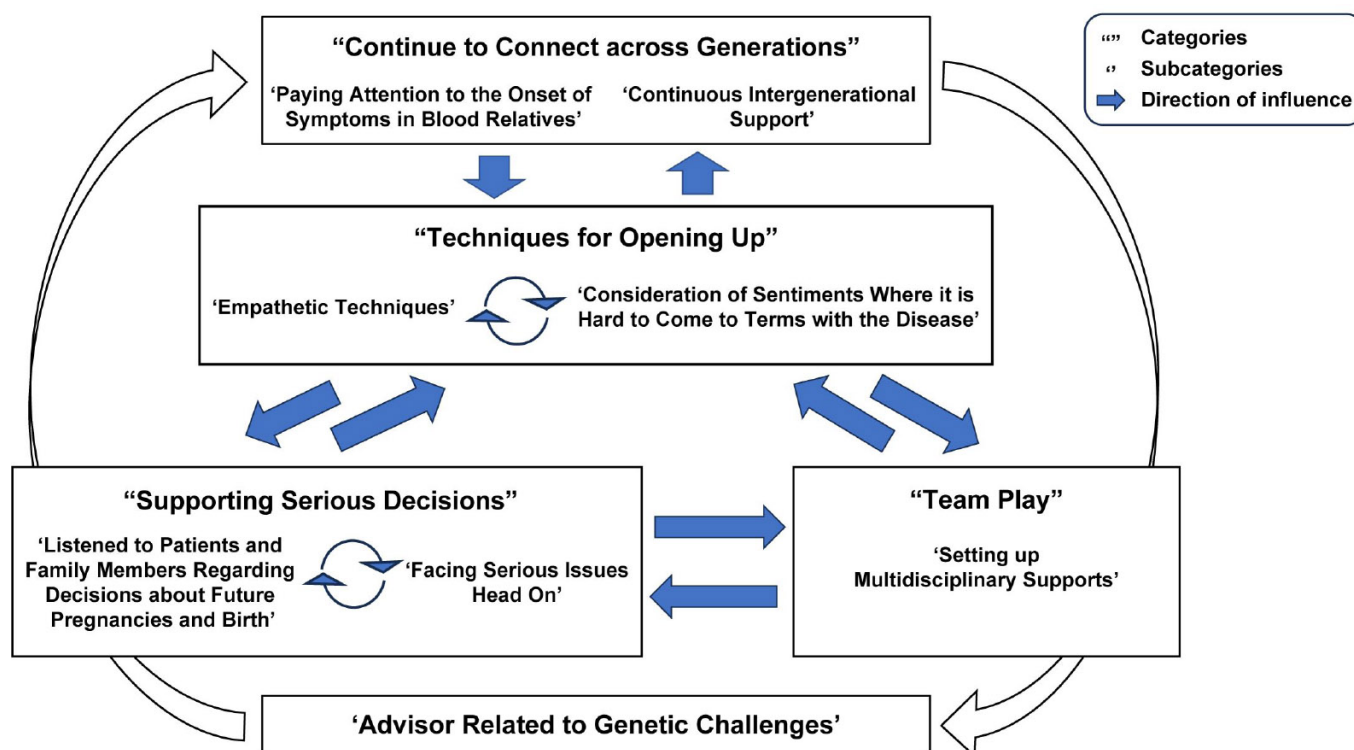 “Continue to Connect across Generations”
‘Paying Attention to the Onset of
Symptoms in Blood Relatives’
‘Continuous Intergenerational
Support’
“” Categories
‘’ Subcategories
Direction of influence
“Techniques for Opening Up”
‘Empathetic Techniques’
‘Consideration of Sentiments Where it is
Hard to Come to Terms with the Disease’
“Supporting Serious Decisions”
‘Listened to Patients and
Family Members Regarding
Decisions about Future
Pregnancies and Birth’
‘Facing Serious Issues
Head On’
“Team Play”
‘Setting up
Multidisciplinary Supports’
‘Advisor Related to Genetic Challenges’